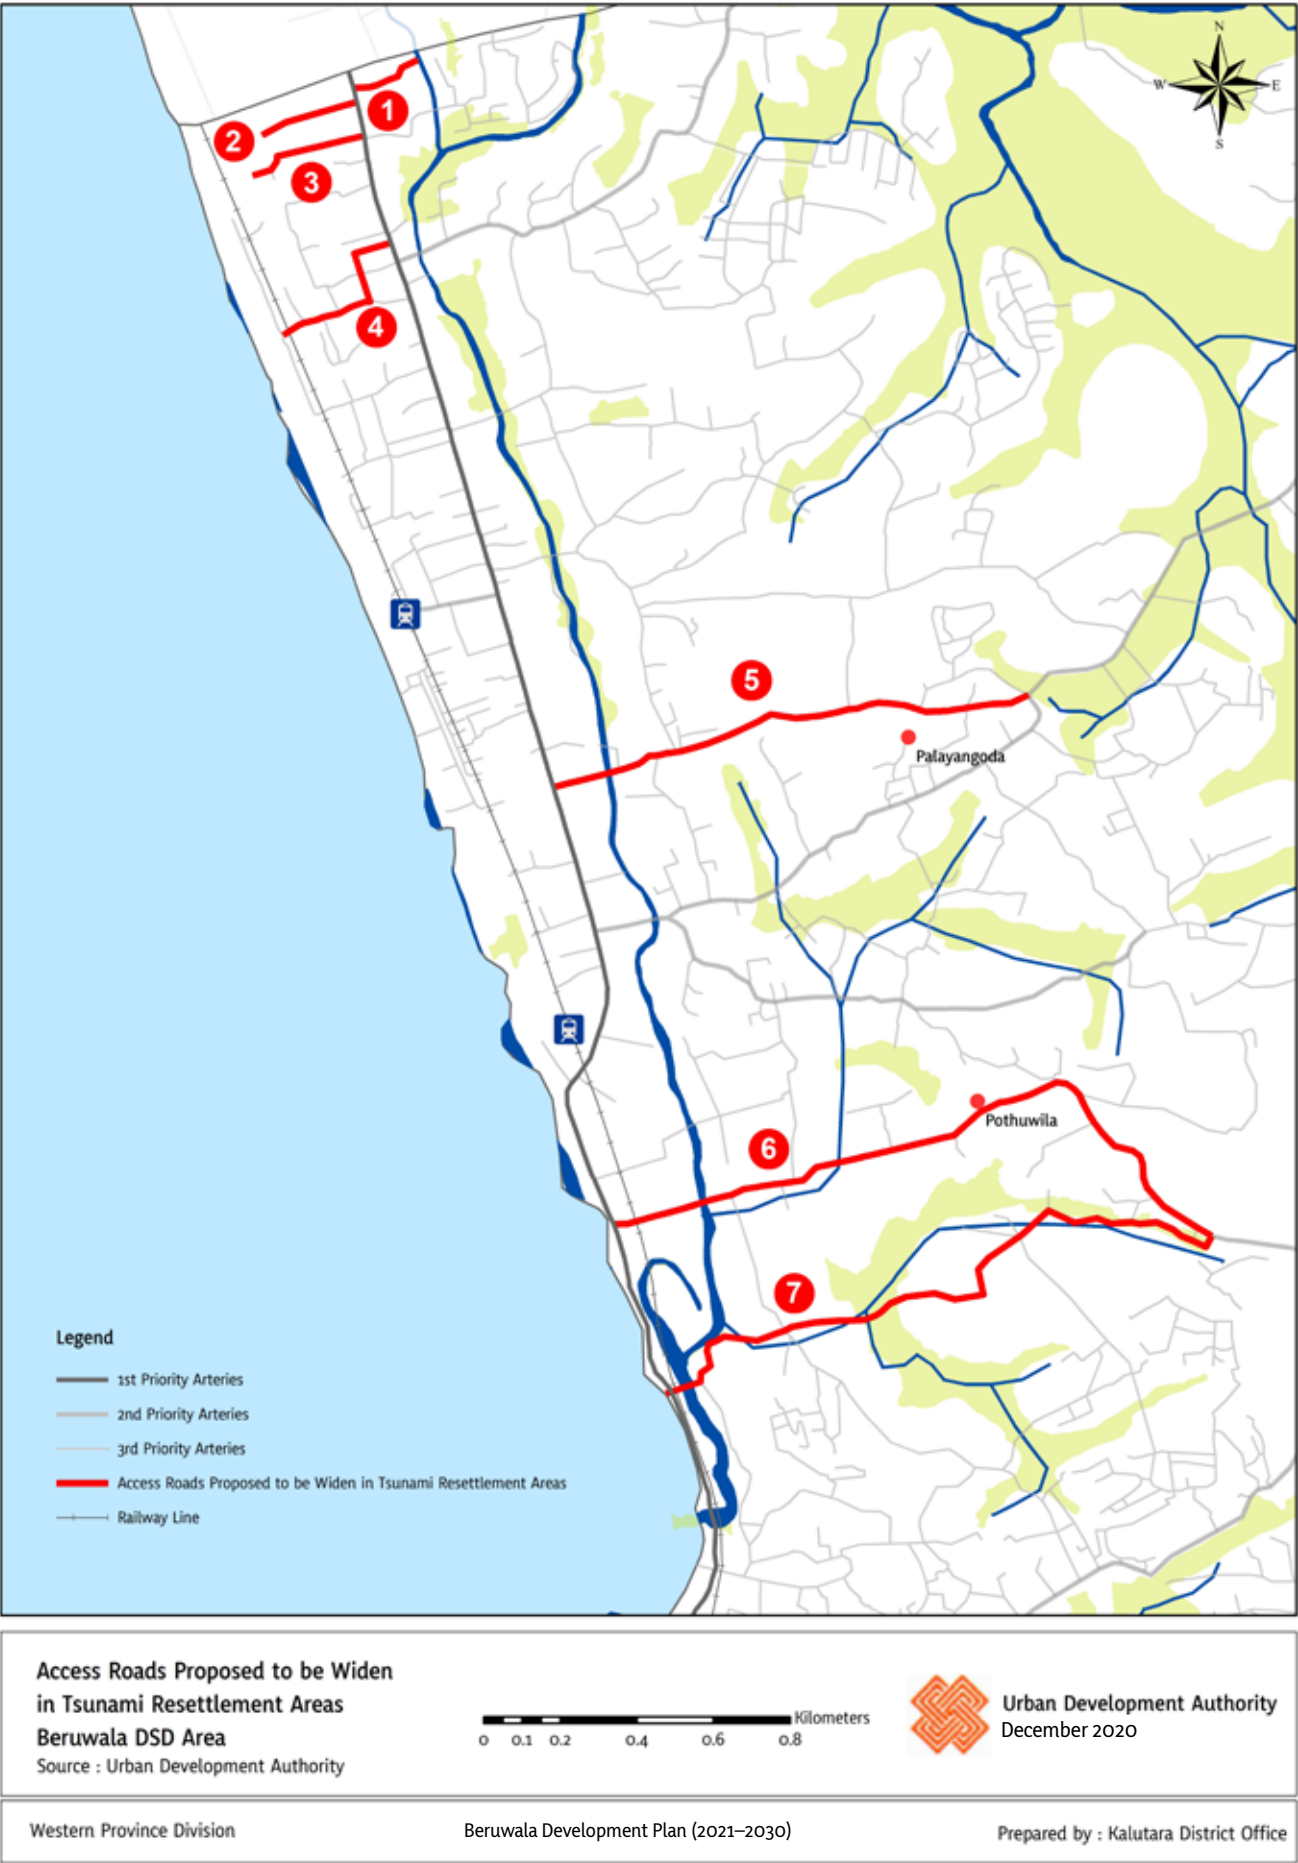 N
W E
S
1
2
3
4
5
Palayangoda
Pothuwila
6
7
Legend
1st Priority Arteries
2nd Priority Arteries
3rd Priority Arteries
Access Roads Proposed to be Widen in Tsunami Resettlement Areas
Railway Line
Access Roads Proposed to be Widen
in Tsunami Resettlement Areas
Beruwala DSD Area
Source : Urban Development Authority
Kilometers
0 0.1 0.2 0.4 0.6 0.8
Urban Development Authority
December 2020
Western Province Division
Beruwala Development Plan (2021–2030)
Prepared by : Kalutara District Office